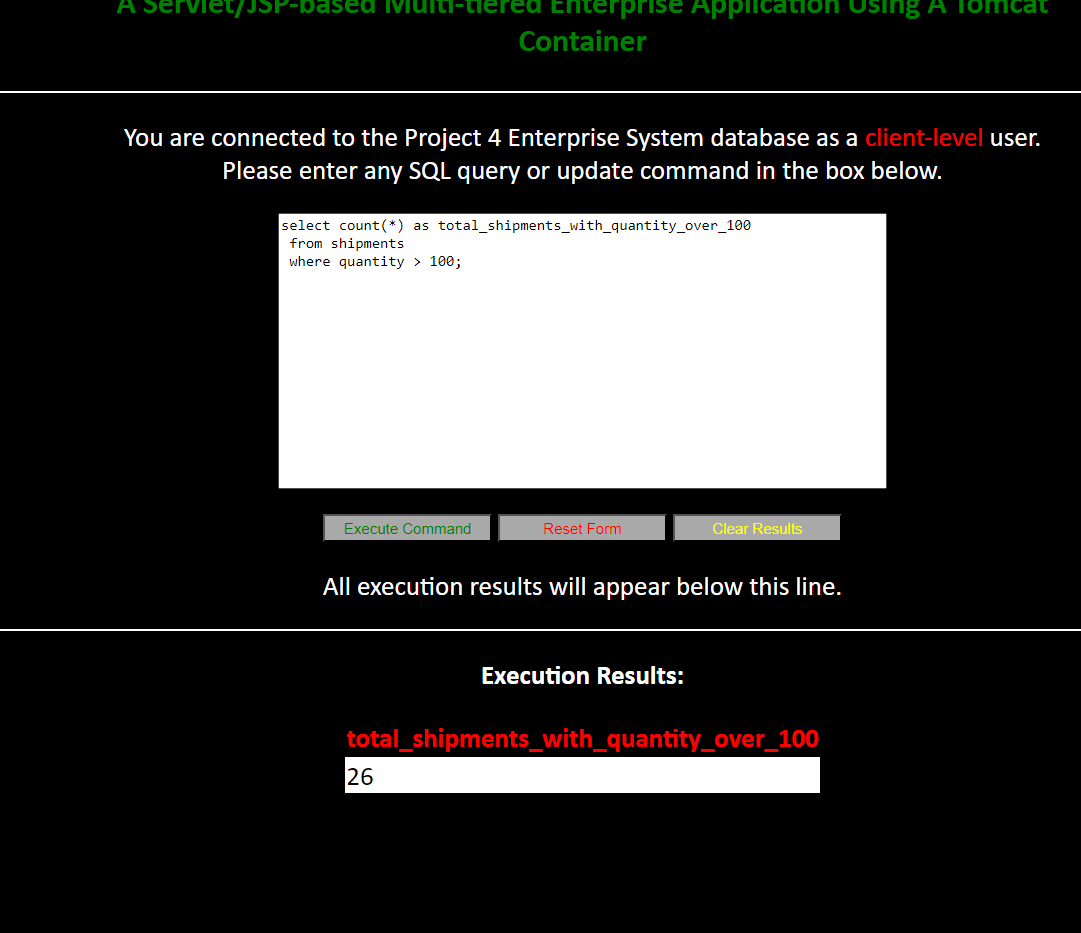 A Servlet/JSP-based Multi-tiered Enterprise Application Using A Tomcat
Container
You are connected to the Project 4 Enterprise System database as a client-level user.
Please enter any SQL query or update command in the box below.
select count(*) as total_shipments_with_quantity_over_100
from shipments
where quantity > 100;
Execute Command Reset Form Clear Results
All execution results will appear below this line.
Execution Results:
total_shipments_with_quantity_over_100
26